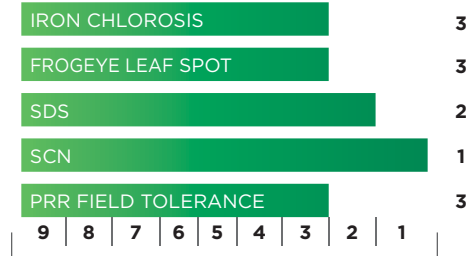 IRON CHLOROSIS 3
FROGEYE LEAF SPOT 3
SDS 2
SCN 1
PRR FIELD TOLERANCE 3
9 8 7 6 5 4 3 2 1